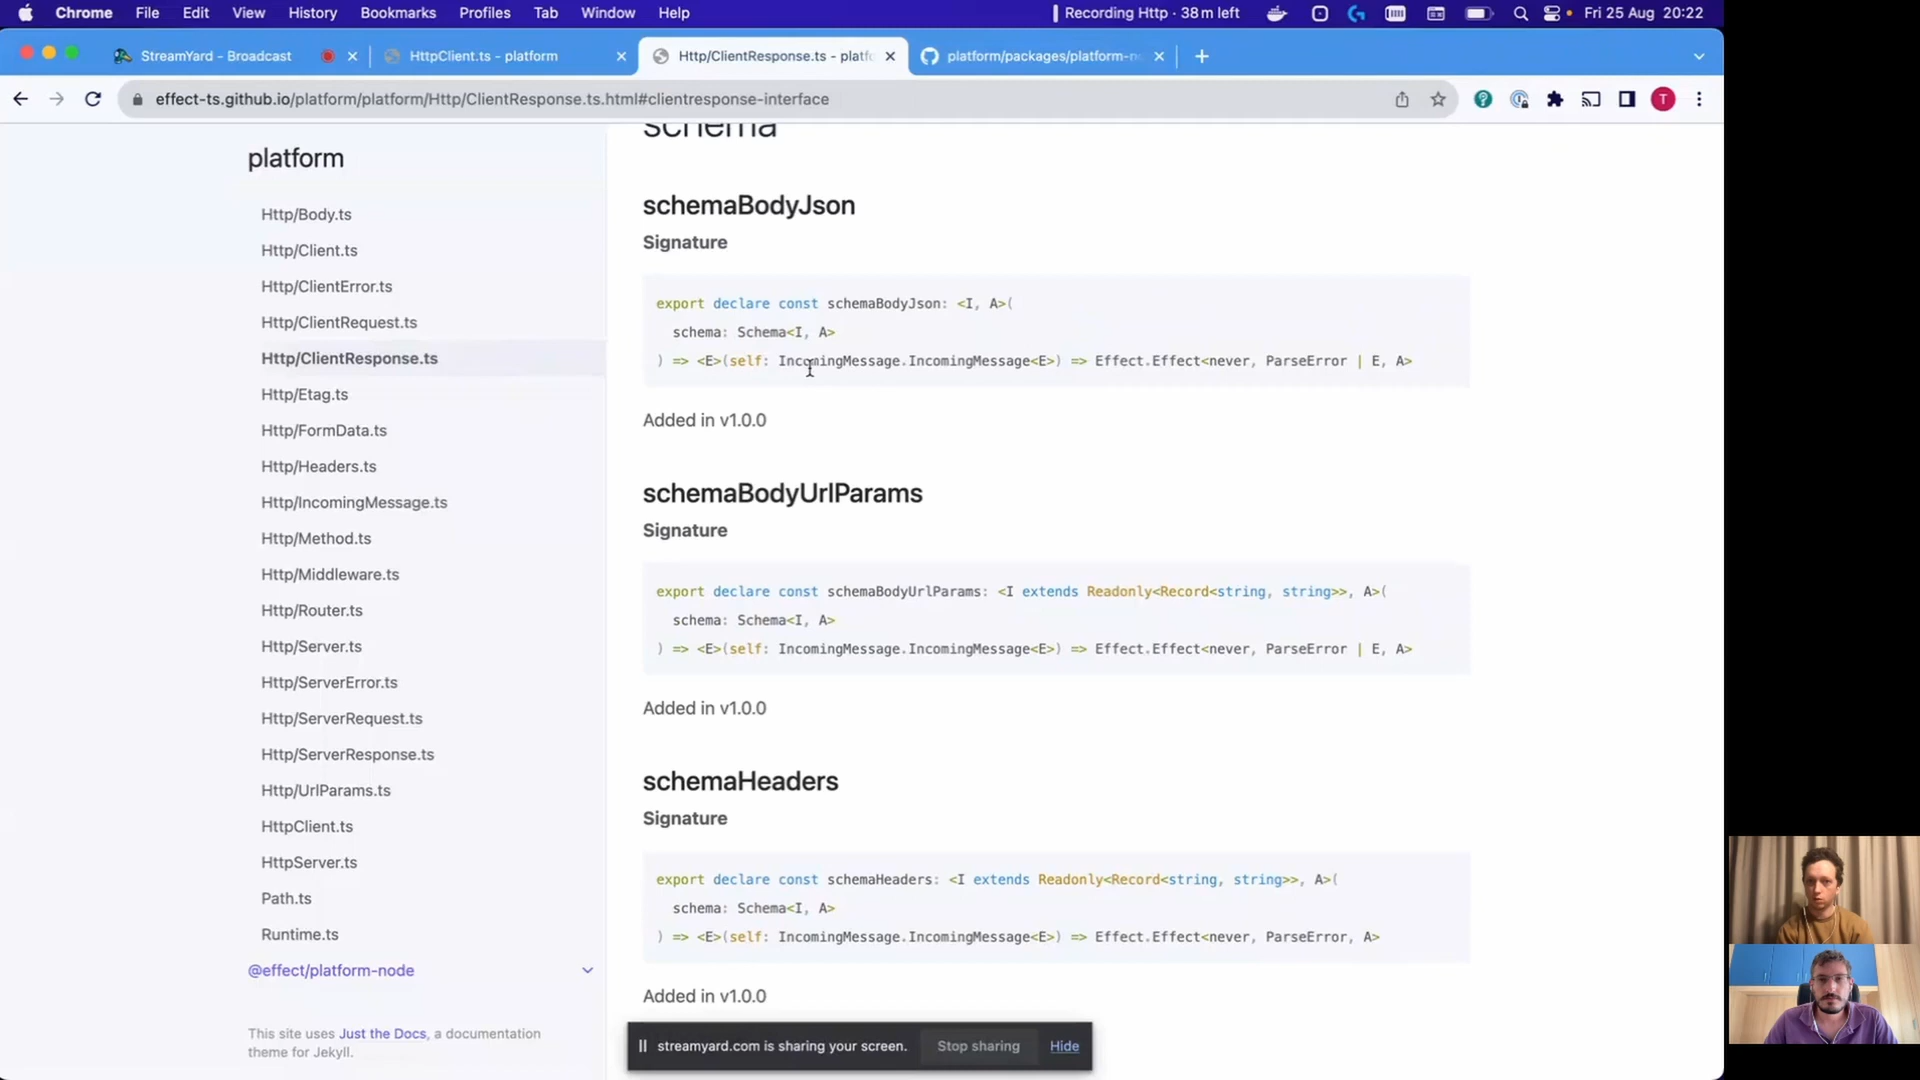 Chrome File Edit View History Bookmarks Profiles Tab Window Help
Recording Http · 38 m left
Fri 25 Aug 20:22
StreamYard - Broadcast
HttpClient.ts - platform
Http/ClientResponse.ts - platfo
platform/packages/platform-n
effect-ts.github.io/platform/platform/Http/ClientResponse.ts.html#clientresponse-interface
T
platform
Http/Body.ts
Http/Client.ts
Http/ClientError.ts
Http/ClientRequest.ts
Http/ClientResponse.ts
Http/Etag.ts
Http/FormData.ts
Http/Headers.ts
Http/IncomingMessage.ts
Http/Method.ts
Http/Middleware.ts
Http/Router.ts
Http/Server.ts
Http/ServerError.ts
Http/ServerRequest.ts
Http/ServerResponse.ts
Http/UrlParams.ts
HttpClient.ts
HttpServer.ts
Path.ts
Runtime.ts
@effect/platform-node
This site uses Just the Docs, a documentation
theme for Jekyll.
schema
schemaBodyJson
Signature
export declare const schemaBodyJson: <I, A>(
schema: Schema<I, A>
) => <E>(self: IncomingMessage.IncomingMessage<E>) => Effect.Effect<never, ParseError | E, A>
Added in v1.0.0
schemaBodyUrlParams
Signature
export declare const schemaBodyUrlParams: <I extends Readonly<Record<string, string>>, A>(
schema: Schema<I, A>
) => <E>(self: IncomingMessage.IncomingMessage<E>) => Effect.Effect<never, ParseError | E, A>
Added in v1.0.0
schemaHeaders
Signature
export declare const schemaHeaders: <I extends Readonly<Record<string, string>>, A>(
schema: Schema<I, A>
) => <E>(self: IncomingMessage.IncomingMessage<E>) => Effect.Effect<never, ParseError, A>
Added in v1.0.0
streamyard.com is sharing your screen. Stop sharing Hide